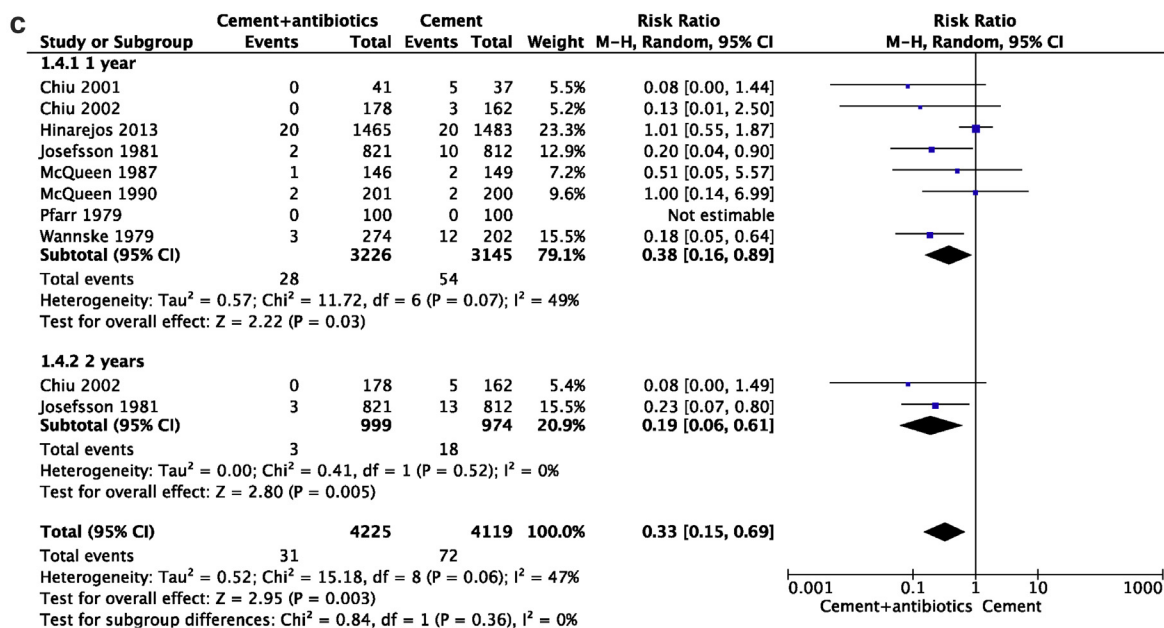 C
Cement+antibiotics Cement Risk Ratio Risk Ratio
Study or Subgroup Events Total Events Total Weight M-H, Random, 95% CI M-H, Random, 95% CI
1.4.1 1 year
Chiu 2001 0 41 5 37 5.5% 0.08 [0.00, 1.44]
Chiu 2002 0 178 3 162 5.2% 0.13 [0.01, 2.50]
Hinarejos 2013 20 1465 20 1483 23.3% 1.01 [0.55, 1.87]
Josefsson 1981 2 821 10 812 12.9% 0.20 [0.04, 0.90]
McQueen 1987 1 146 2 149 7.2% 0.51 [0.05, 5.57]
McQueen 1990 2 201 2 200 9.6% 1.00 [0.14, 6.99]
Pfarr 1979 0 100 0 100 Not estimable
Wannske 1979 3 274 12 202 15.5% 0.18 [0.05, 0.64]
Subtotal (95% CI) 3226 3145 79.1% 0.38 [0.16, 0.89]
Total events 28 54
Heterogeneity: Tau² = 0.57; Chi² = 11.72, df = 6 (P = 0.07); I² = 49%
Test for overall effect: Z = 2.22 (P = 0.03)
1.4.2 2 years
Chiu 2002 0 178 5 162 5.4% 0.08 [0.00, 1.49]
Josefsson 1981 3 821 13 812 15.5% 0.23 [0.07, 0.80]
Subtotal (95% CI) 999 974 20.9% 0.19 [0.06, 0.61]
Total events 3 18
Heterogeneity: Tau² = 0.00; Chi² = 0.41, df = 1 (P = 0.52); I² = 0%
Test for overall effect: Z = 2.80 (P = 0.005)
Total (95% CI) 4225 4119 100.0% 0.33 [0.15, 0.69]
Total events 31 72
Heterogeneity: Tau² = 0.52; Chi² = 15.18, df = 8 (P = 0.06); I² = 47%
Test for overall effect: Z = 2.95 (P = 0.003)
Test for subgroup differences: Chi² = 0.84, df = 1 (P = 0.36), I² = 0%
0.001 0.1 1 10 1000
Cement+antibiotics Cement